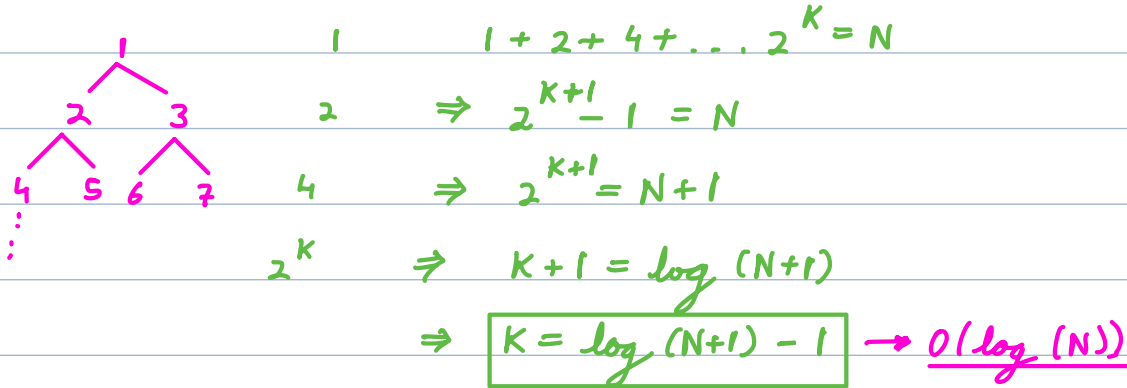 1 1 1 + 2 + 4 + .... 2^K = N
2 3 2 ⇒ 2^(K+1) - 1 = N
4 5 6 7 4 ⇒ 2^(K+1) = N + 1
2^K ⇒ K + 1 = log (N+1)
⇒ K = log (N+1) - 1 → O(log (N))